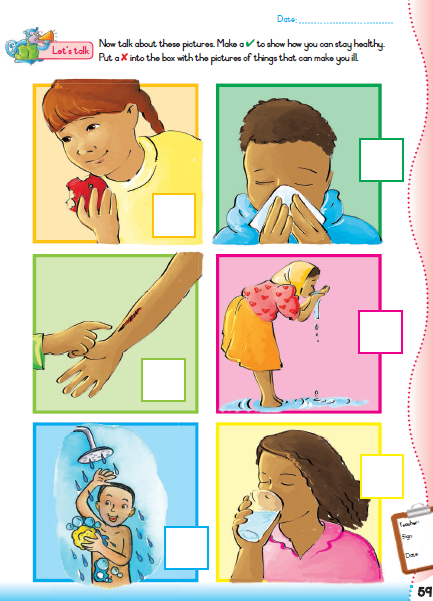 Date:
Let's talk
Now talk about these pictures. Make a ✔ to show how you can stay healthy.
Put a ✘ into the box with the pictures of things that can make you ill.
Teacher:
Sign
Date
59